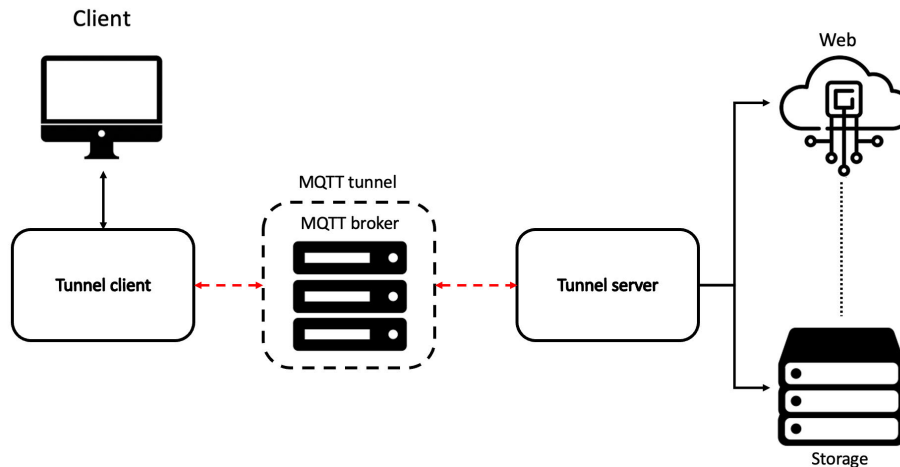 Client
Web
MQTT tunnel
MQTT broker
Tunnel client
Tunnel server
Storage